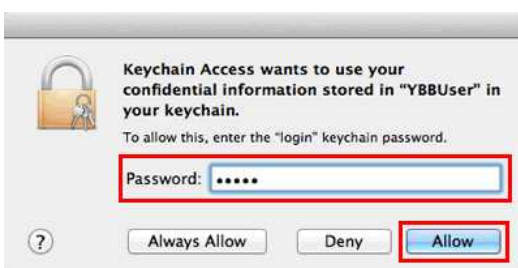 Keychain Access wants to use your
confidential information stored in “YBBUser” in
your keychain.
To allow this, enter the “login” keychain password.
Password: •••••
? Always Allow Deny Allow